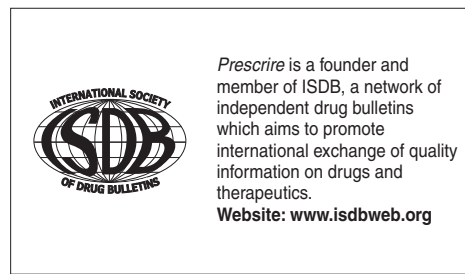 INTERNATIONAL SOCIETY
ISDB
OF DRUG BULLETINS
Prescrire is a founder and
member of ISDB, a network of
independent drug bulletins
which aims to promote
international exchange of quality
information on drugs and
therapeutics.
Website: www.isdbweb.org